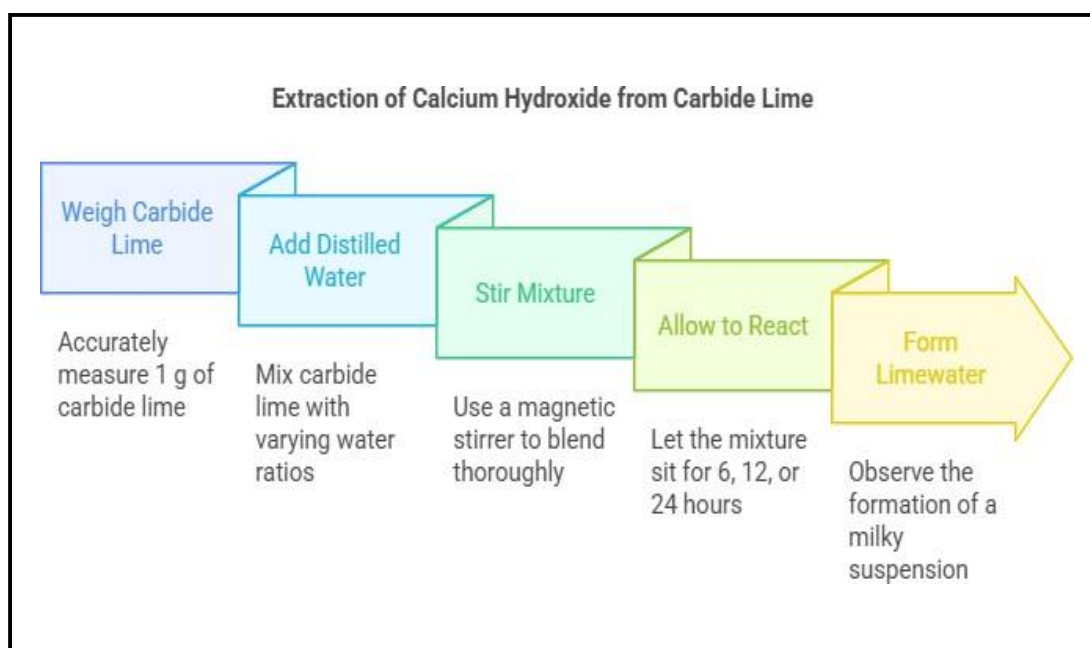 Extraction of Calcium Hydroxide from Carbide Lime
Weigh Carbide
Lime
Accurately
measure 1 g of
carbide lime
Add Distilled
Water
Mix carbide
lime with
varying water
ratios
Stir Mixture
Use a magnetic
stirrer to blend
thoroughly
Allow to React
Let the mixture
sit for 6, 12, or
24 hours
Form
Limewater
Observe the
formation of a
milky
suspension